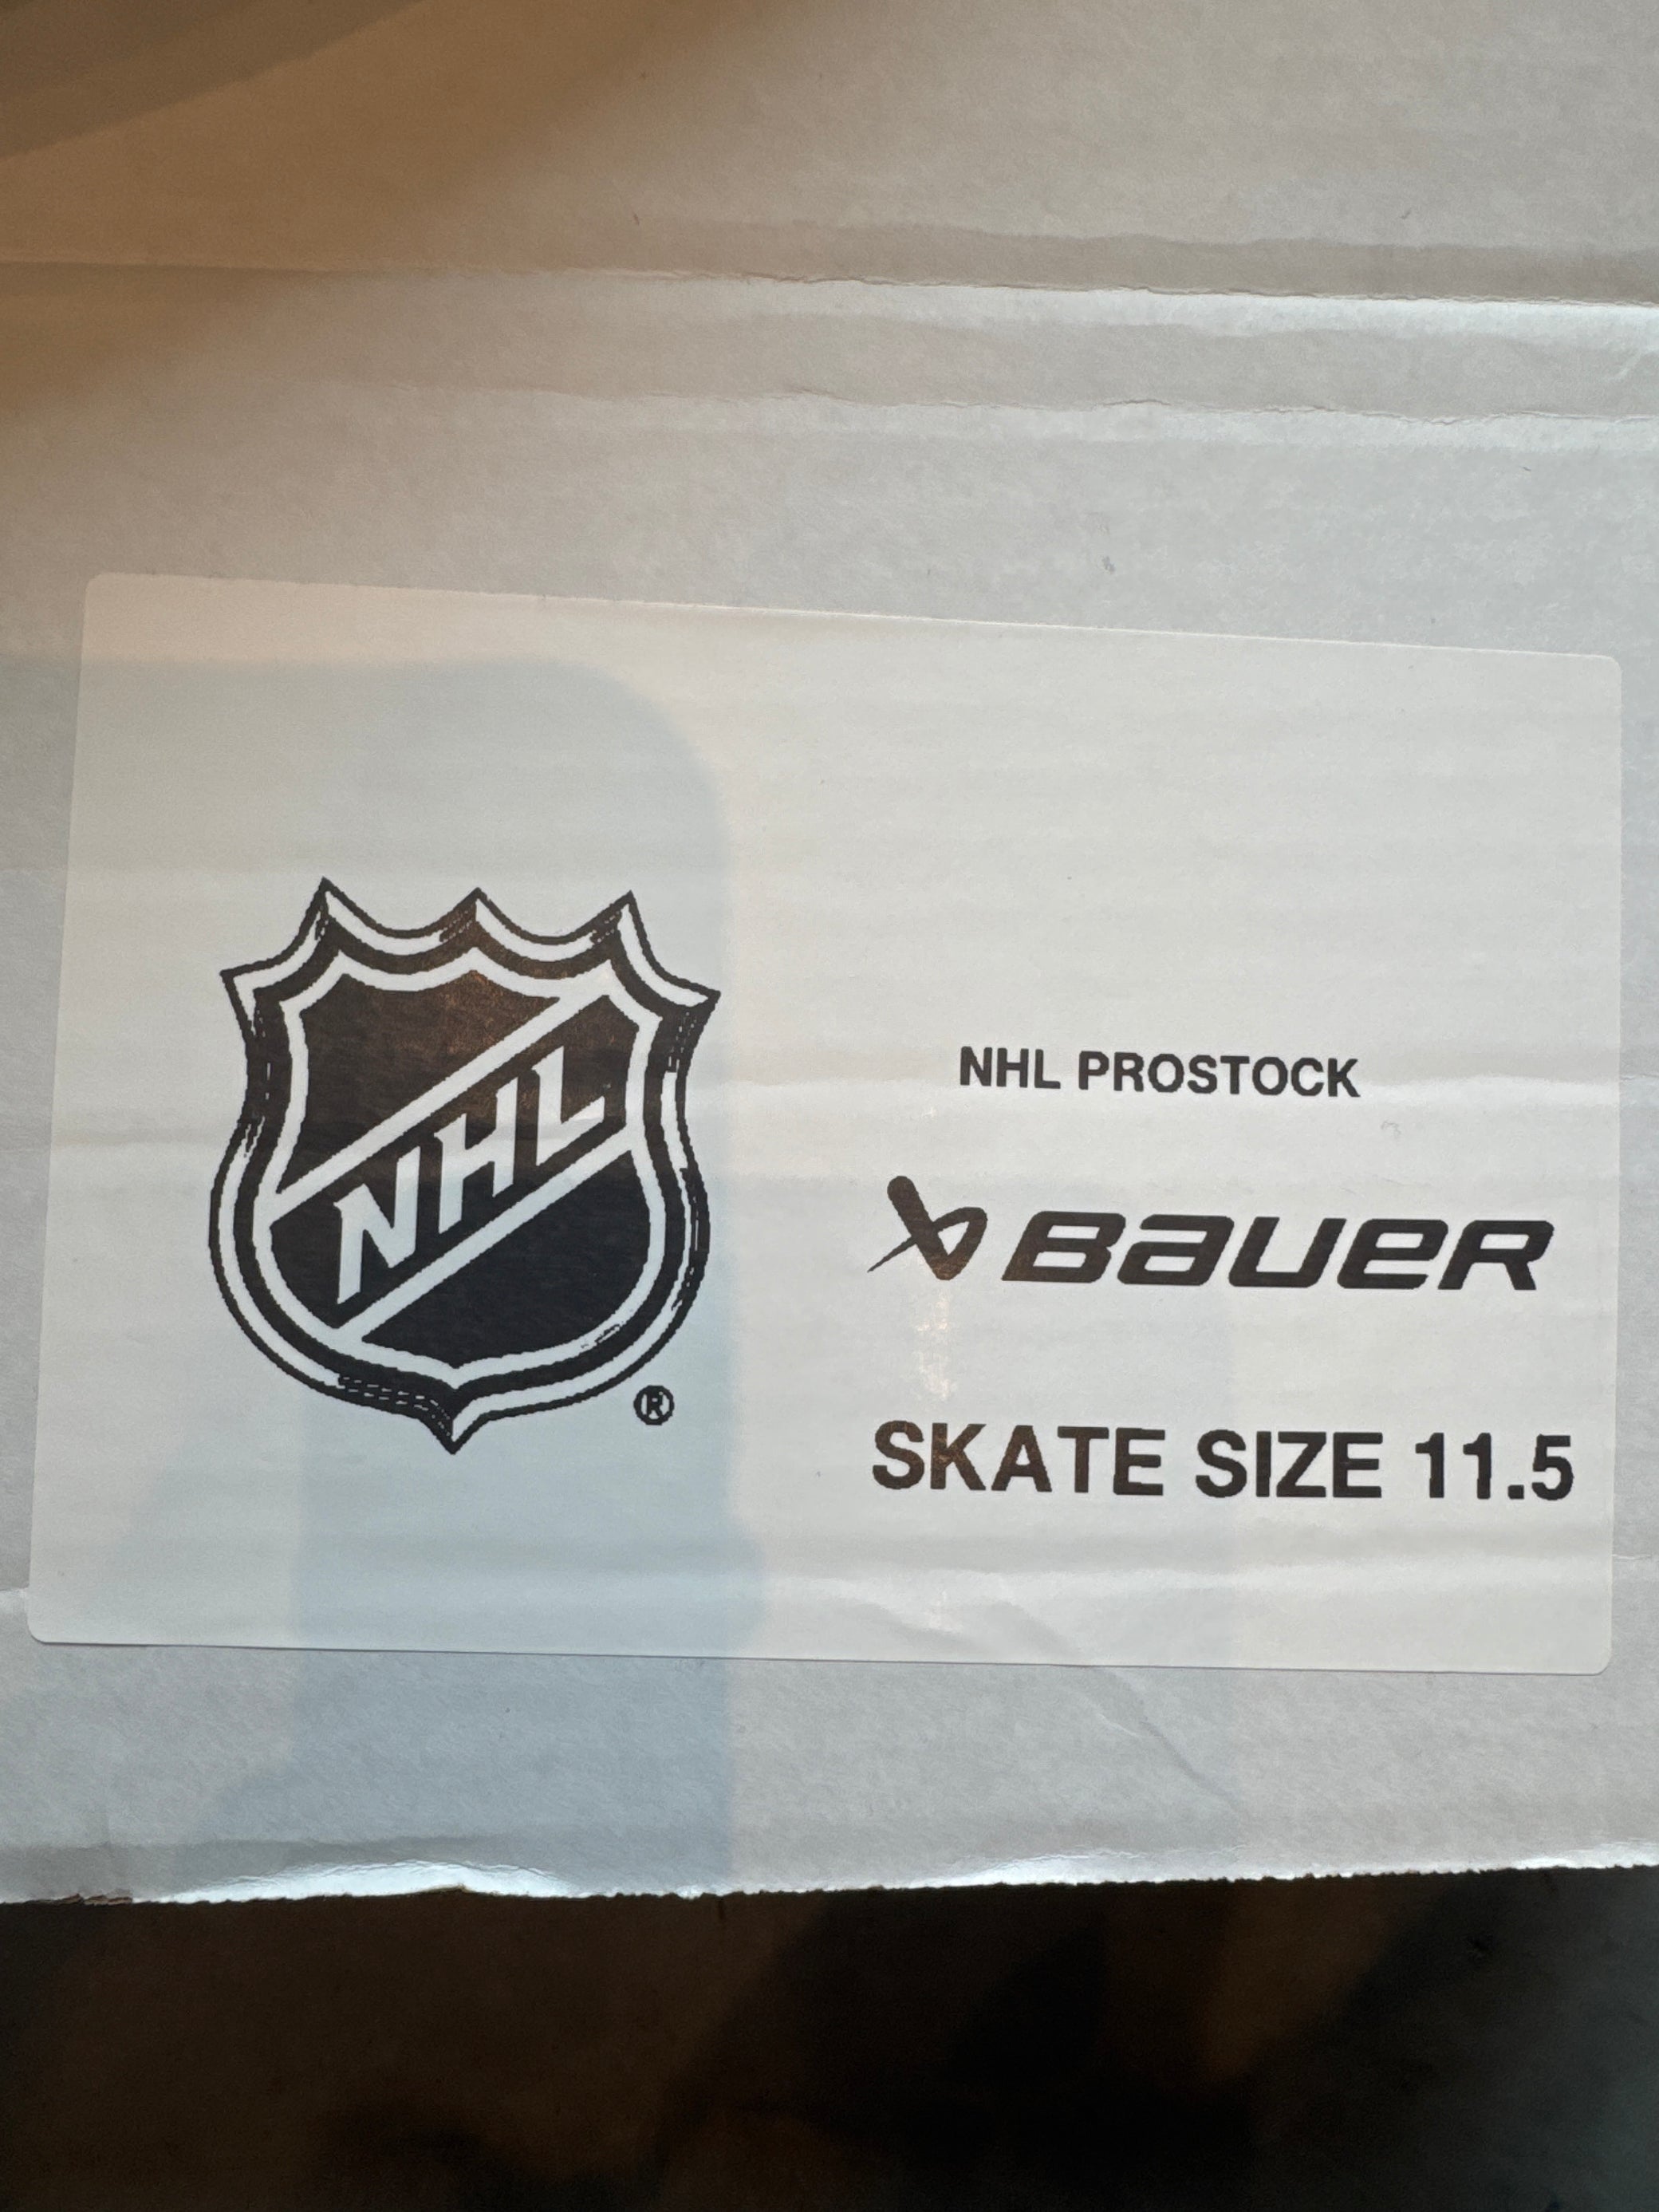 NHL
®
NHL PROSTOCK
BAUER
SKATE SIZE 11.5